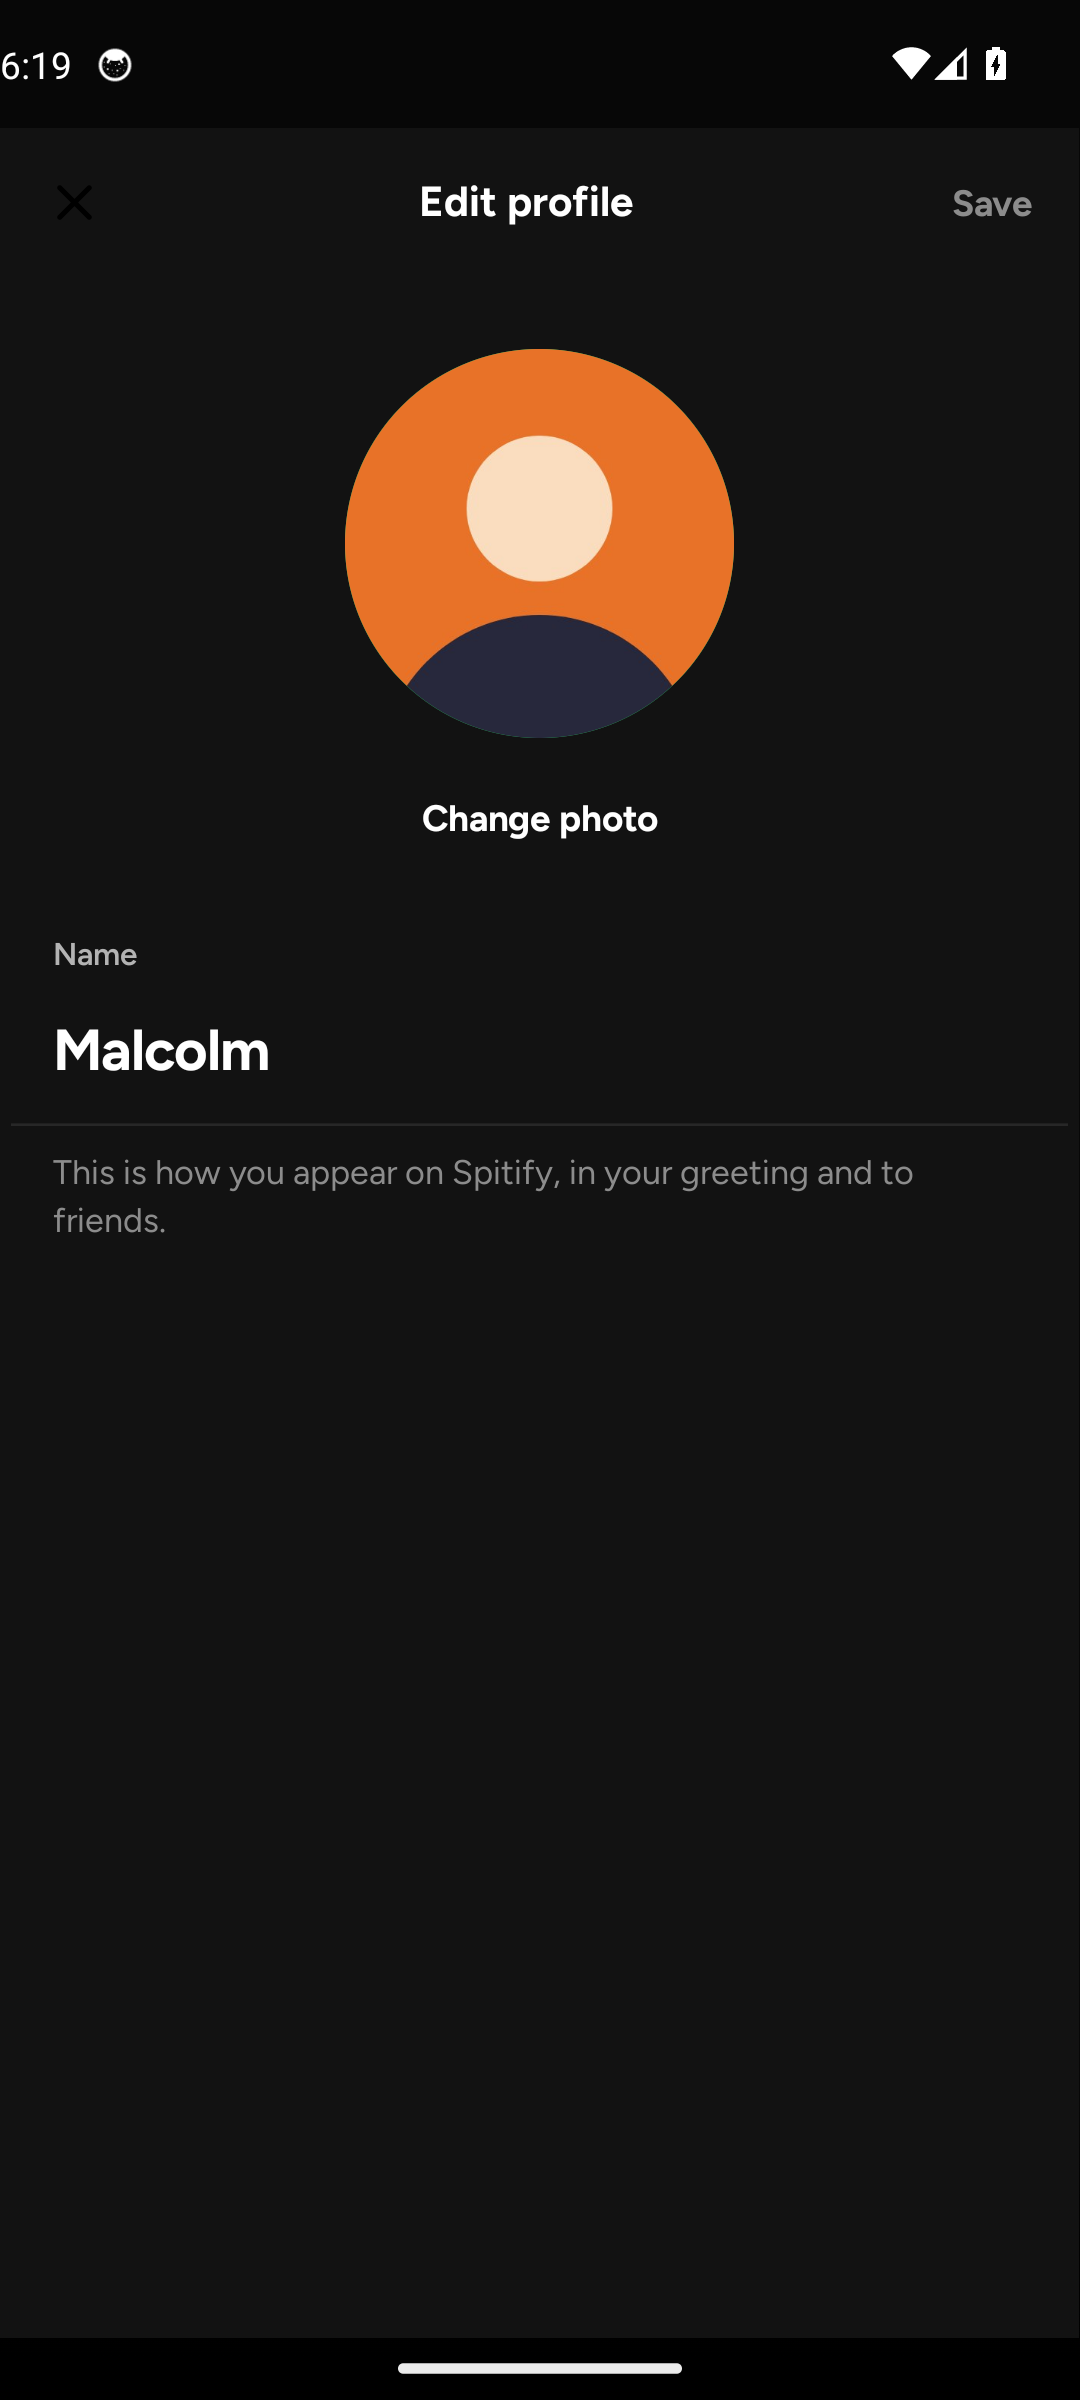 6:19
Edit profile
Save
Change photo
Name
Malcolm
This is how you appear on Spitify, in your greeting and to
friends.